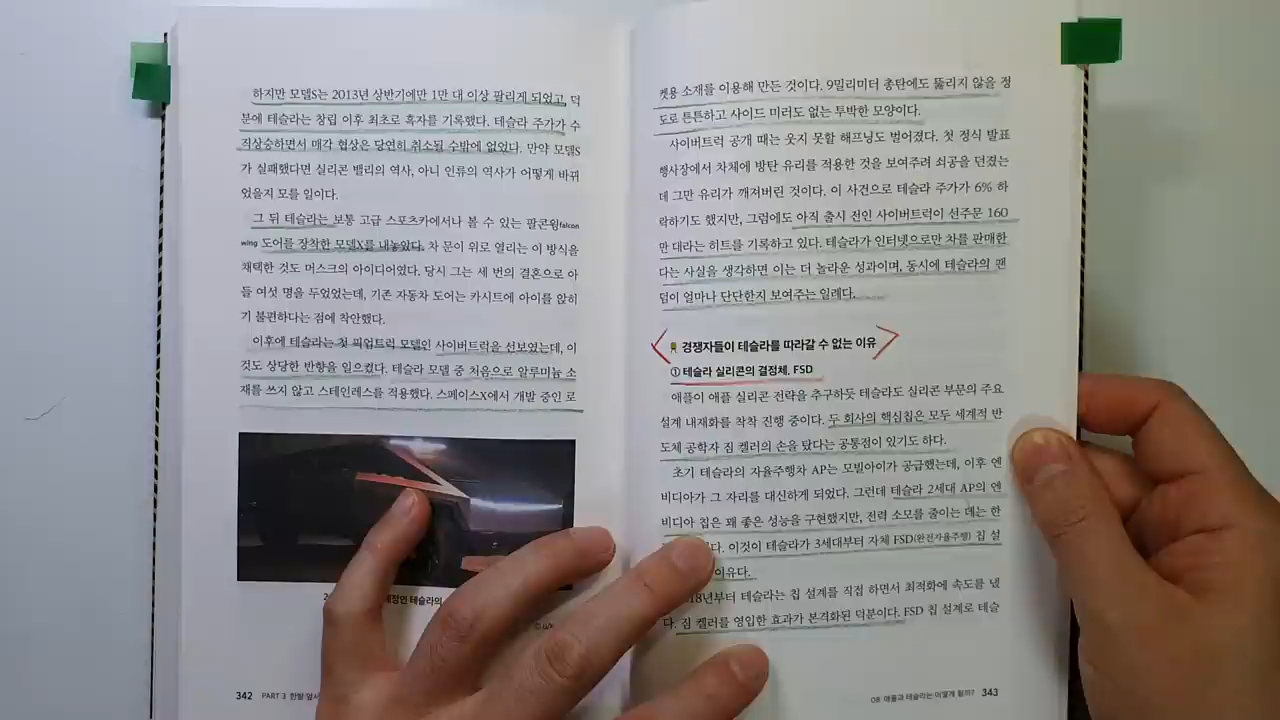 하지만 모델S는 2013년 상반기에만 1만 대 이상 팔리게 되었고, 덕
분에 테슬라는 창립 이후 최초로 흑자를 기록했다. 테슬라 주가가 수
직상승하면서 매각 협상은 당연히 취소될 수밖에 없었다. 만약 모델S
가 실패했다면 실리콘 밸리의 역사, 아니 인류의 역사가 어떻게 바뀌
었을지 모를 일이다.
그 뒤 테슬라는 보통 고급 스포츠카에서나 볼 수 있는 팔콘윙falcon
wing 도어를 장착한 모델X를 내놓았다. 차 문이 위로 열리는 이 방식을
채택한 것도 머스크의 아이디어였다. 당시 그는 세 번의 결혼으로 아
들 여섯 명을 두었었는데, 기존 자동차 도어는 카시트에 아이를 앉히
기 불편하다는 점에 착안했다.
이후에 테슬라는 첫 픽업트럭 모델인 사이버트럭을 선보였는데, 이
것도 상당한 반향을 일으켰다. 테슬라 모델 중 처음으로 알루미늄 소
재를 쓰지 않고 스테인레스를 적용했다. 스페이스X에서 개발 중인 로
예정인 테슬라의
342 PART 3
켓용 소재를 이용해 만든 것이다. 9밀리미터 총탄에도 뚫리지 않을 정
도로 튼튼하고 사이드 미러도 없는 투박한 모양이다.
사이버트럭 공개 때는 웃지 못할 해프닝도 벌어졌다. 첫 정식 발표
행사장에서 차체에 방탄 유리를 적용한 것을 보여주려 쇠공을 던졌는
데 그만 유리가 깨져버린 것이다. 이 사건으로 테슬라 주가가 6% 하
락하기도 했지만, 그럼에도 아직 출시 전인 사이버트럭이 선주문 160
만 대라는 히트를 기록하고 있다. 테슬라가 인터넷으로만 차를 판매한
다는 사실을 생각하면 이는 더 놀라운 성과이며, 동시에 테슬라의 팬
덤이 얼마나 단단한지 보여주는 일례다.
경쟁자들이 테슬라를 따라갈 수 없는 이유
① 테슬라 실리콘의 결정체, FSD
애플이 애플 실리콘 전략을 추구하듯 테슬라도 실리콘 부문의 주요
설계 내재화를 착착 진행 중이다. 두 회사의 핵심칩은 모두 세계적 반
도체 공학자 짐 켈러의 손을 탔다는 공통점이 있기도 하다.
초기 테슬라의 자율주행차 AP는 모빌아이가 공급했는데, 이후 엔
비디아가 그 자리를 대신하게 되었다. 그런데 테슬라 2세대 AP의 엔
비디아 칩은 꽤 좋은 성능을 구현했지만, 전력 소모를 줄이는 데는 한
다. 이것이 테슬라가 3세대부터 자체 FSD(완전자율주행) 칩 설
이유다.
18년부터 테슬라는 칩 설계를 직접 하면서 최적화에 속도를 냈
다. 짐 켈러를 영입한 효과가 본격화된 덕분이다. FSD 칩 설계로 테슬
08 애플과 테슬라는 어떻게 될까? 343